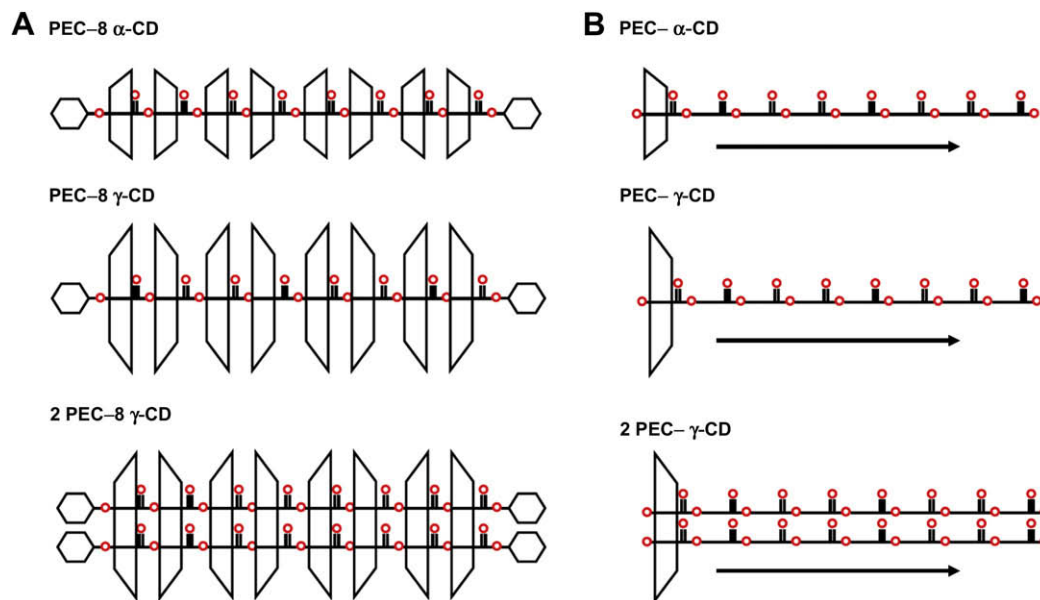 A PEC–8 α-CD
PEC–8 γ-CD
2 PEC–8 γ-CD
B PEC– α-CD
PEC– γ-CD
2 PEC– γ-CD